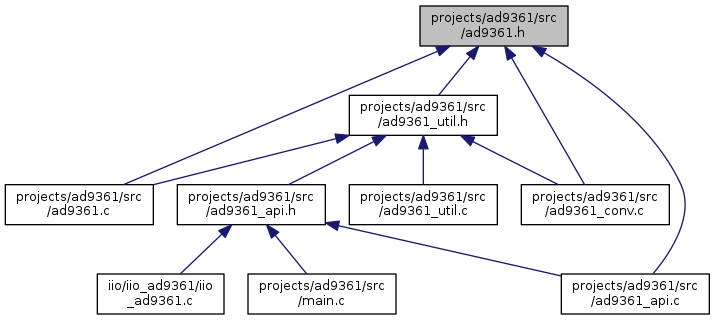 projects/ad9361/src
/ad9361.h
projects/ad9361/src
/ad9361_util.h
projects/ad9361/src
/ad9361.c
projects/ad9361/src
/ad9361_api.h
projects/ad9361/src
/ad9361_util.c
projects/ad9361/src
/ad9361_conv.c
iio/iio_ad9361/iio
_ad9361.c
projects/ad9361/src
/main.c
projects/ad9361/src
/ad9361_api.c